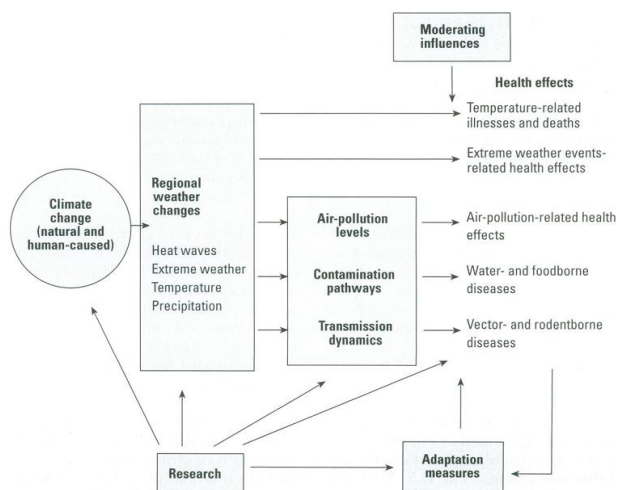 Moderating
influences
Health effects
Temperature-related
illnesses and deaths
Extreme weather events-
related health effects
Climate
change
(natural and
human-caused)
Regional
weather
changes
Heat waves
Extreme weather
Temperature
Precipitation
Air-pollution
levels
Contamination
pathways
Transmission
dynamics
Air-pollution-related health
effects
Water- and foodborne
diseases
Vector- and rodentborne
diseases
Research
Adaptation
measures